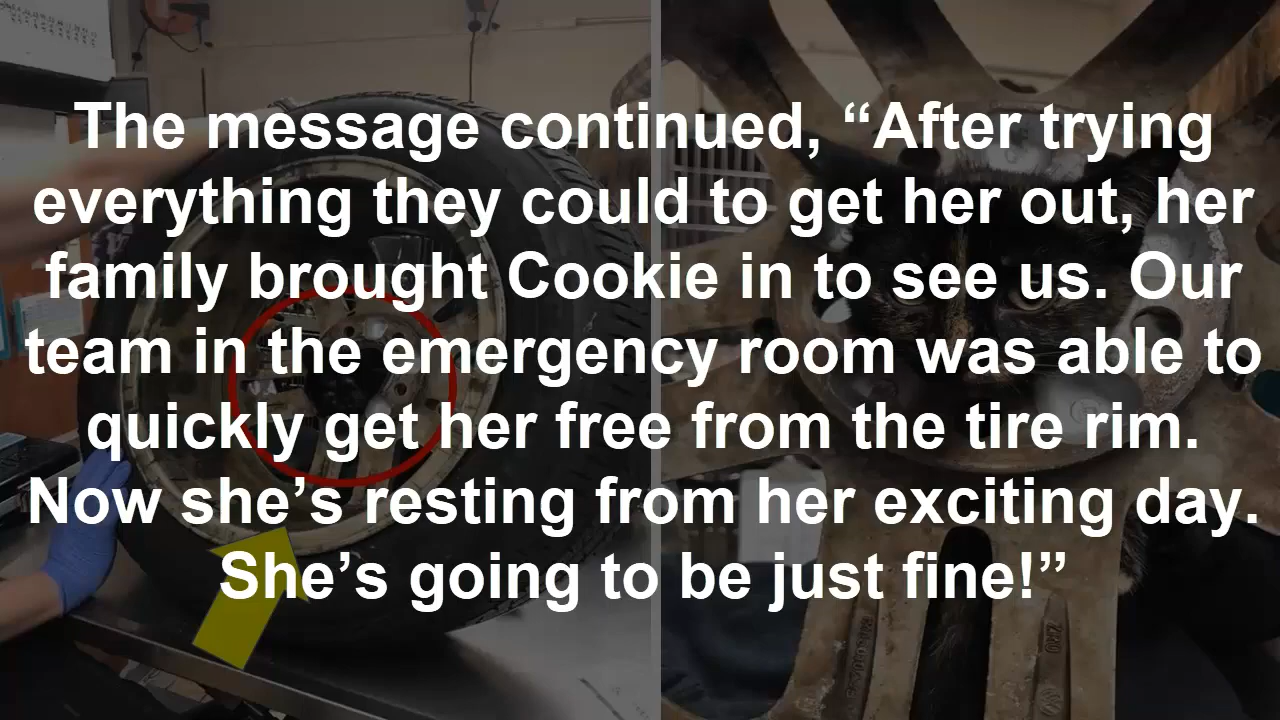 The message continued, “After trying
everything they could to get her out, her
family brought Cookie in to see us. Our
team in the emergency room was able to
quickly get her free from the tire rim.
Now she’s resting from her exciting day.
She’s going to be just fine!”